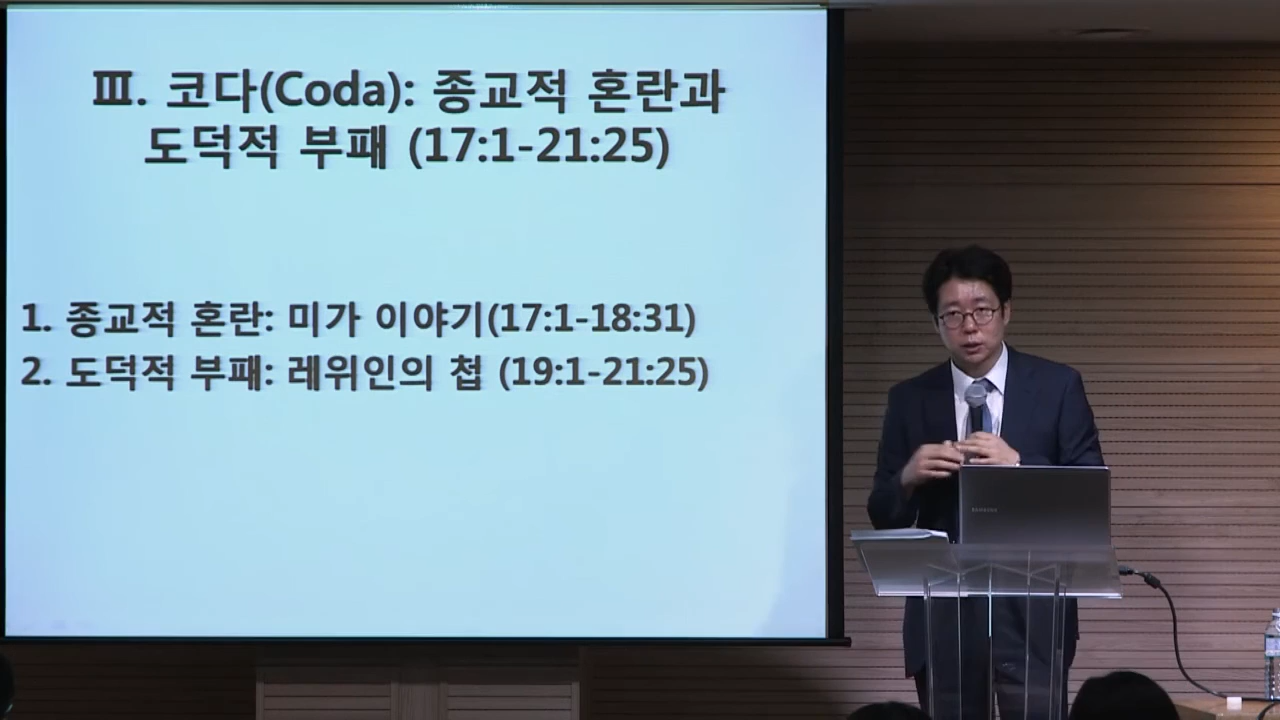 Ⅲ. 코다(Coda): 종교적 혼란과
도덕적 부패 (17:1-21:25)
1. 종교적 혼란: 미가 이야기(17:1-18:31)
2. 도덕적 부패: 레위인의 첩 (19:1-21:25)
SAMSUNG